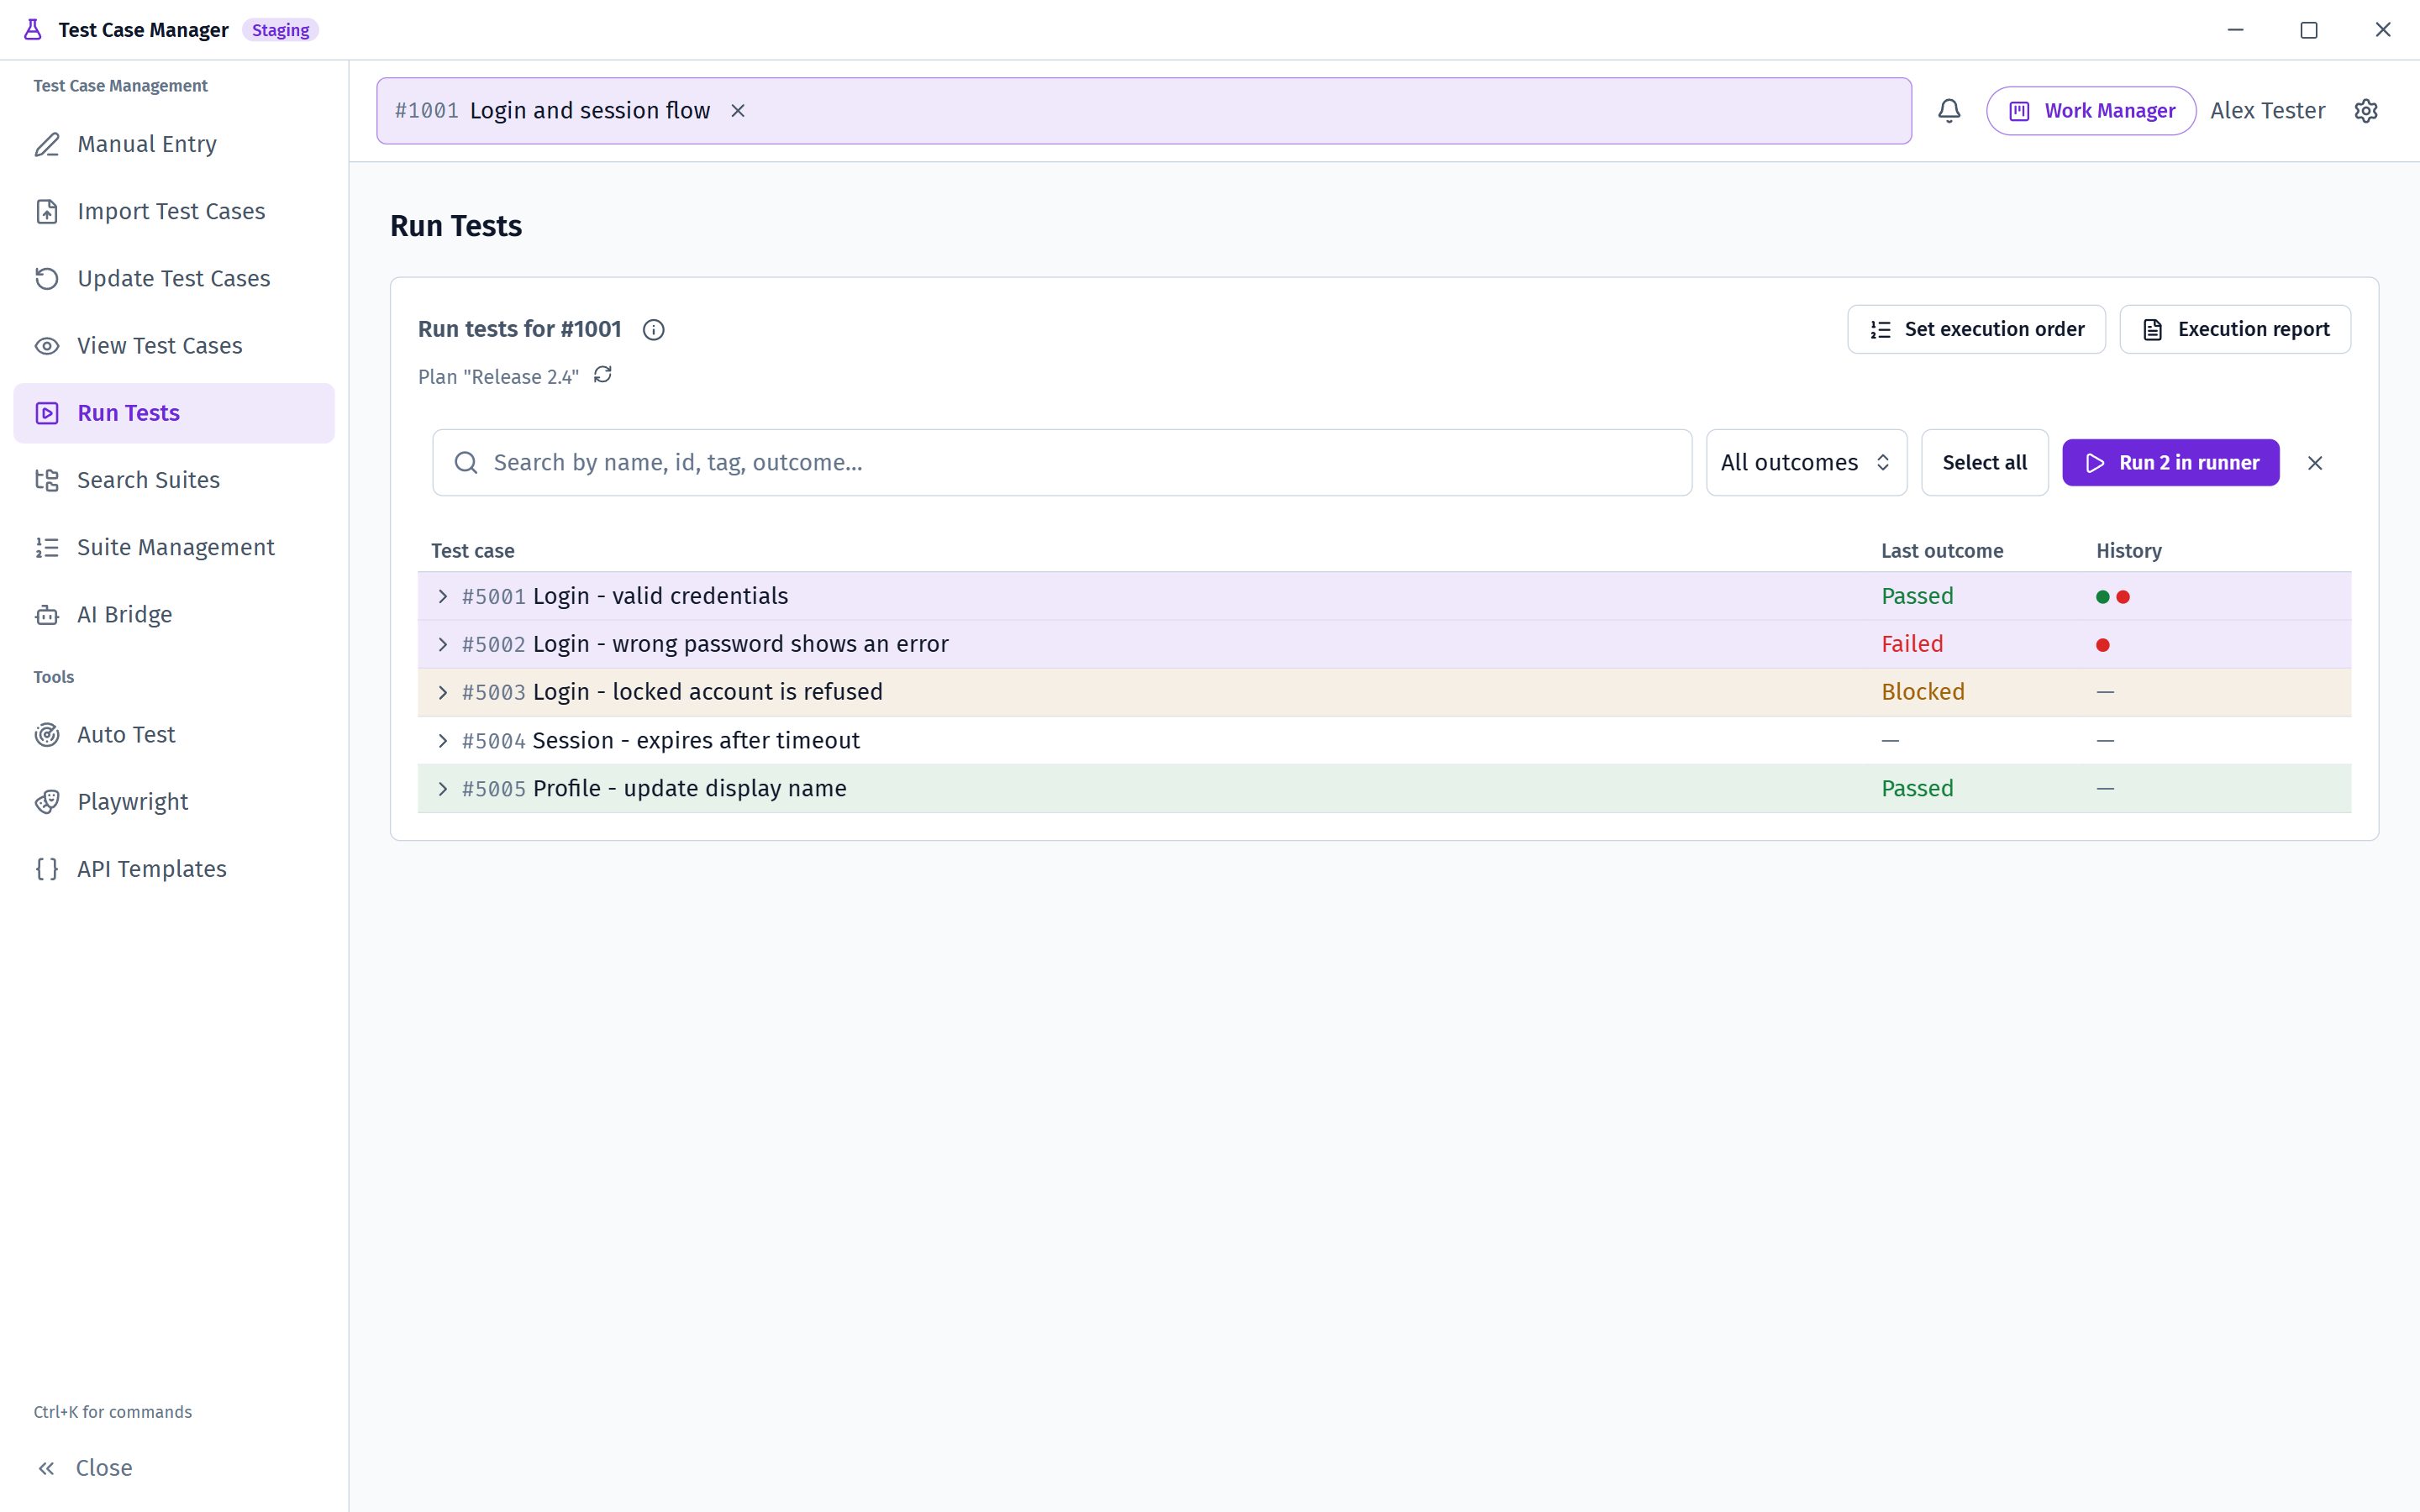 Test Case Manager Staging
Test Case Management
Manual Entry
Import Test Cases
Update Test Cases
View Test Cases
Run Tests
Search Suites
Suite Management
AI Bridge
Tools
Auto Test
Playwright
API Templates
Ctrl+K for commands
Close
#1001 Login and session flow
Work Manager
Alex Tester
Run Tests
Run tests for #1001
Set execution order
Execution report
Plan "Release 2.4"
Search by name, id, tag, outcome...
All outcomes
Select all
Run 2 in runner
Test case Last outcome History
#5001 Login - valid credentials Passed
#5002 Login - wrong password shows an error Failed
#5003 Login - locked account is refused Blocked —
#5004 Session - expires after timeout — —
#5005 Profile - update display name Passed —